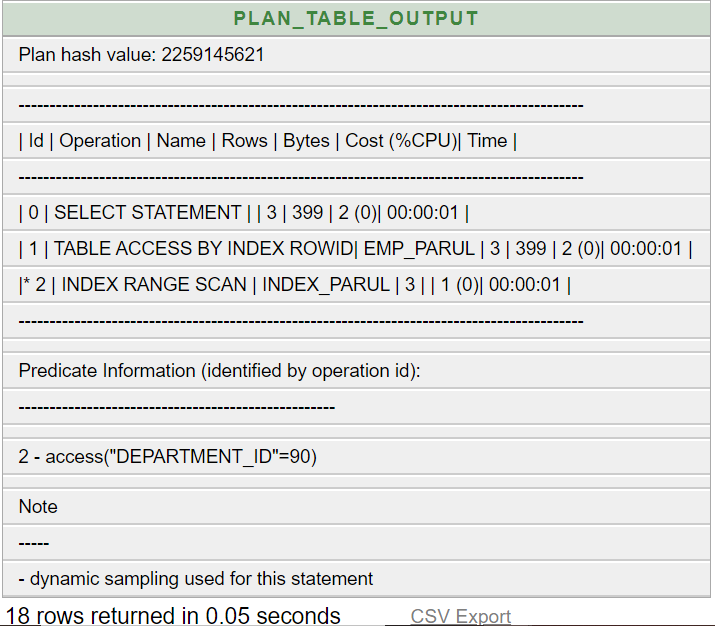 PLAN_TABLE_OUTPUT
Plan hash value: 2259145621
-------------------------------------------------------------------------------------------
| Id | Operation | Name | Rows | Bytes | Cost (%CPU)| Time |
-------------------------------------------------------------------------------------------
| 0 | SELECT STATEMENT | | 3 | 399 | 2 (0)| 00:00:01 |
| 1 | TABLE ACCESS BY INDEX ROWID| EMP_PARUL | 3 | 399 | 2 (0)| 00:00:01 |
|* 2 | INDEX RANGE SCAN | INDEX_PARUL | 3 | | 1 (0)| 00:00:01 |
-------------------------------------------------------------------------------------------
Predicate Information (identified by operation id):
---------------------------------------------------
2 - access("DEPARTMENT_ID"=90)
Note
-----
- dynamic sampling used for this statement
18 rows returned in 0.05 seconds CSV Export